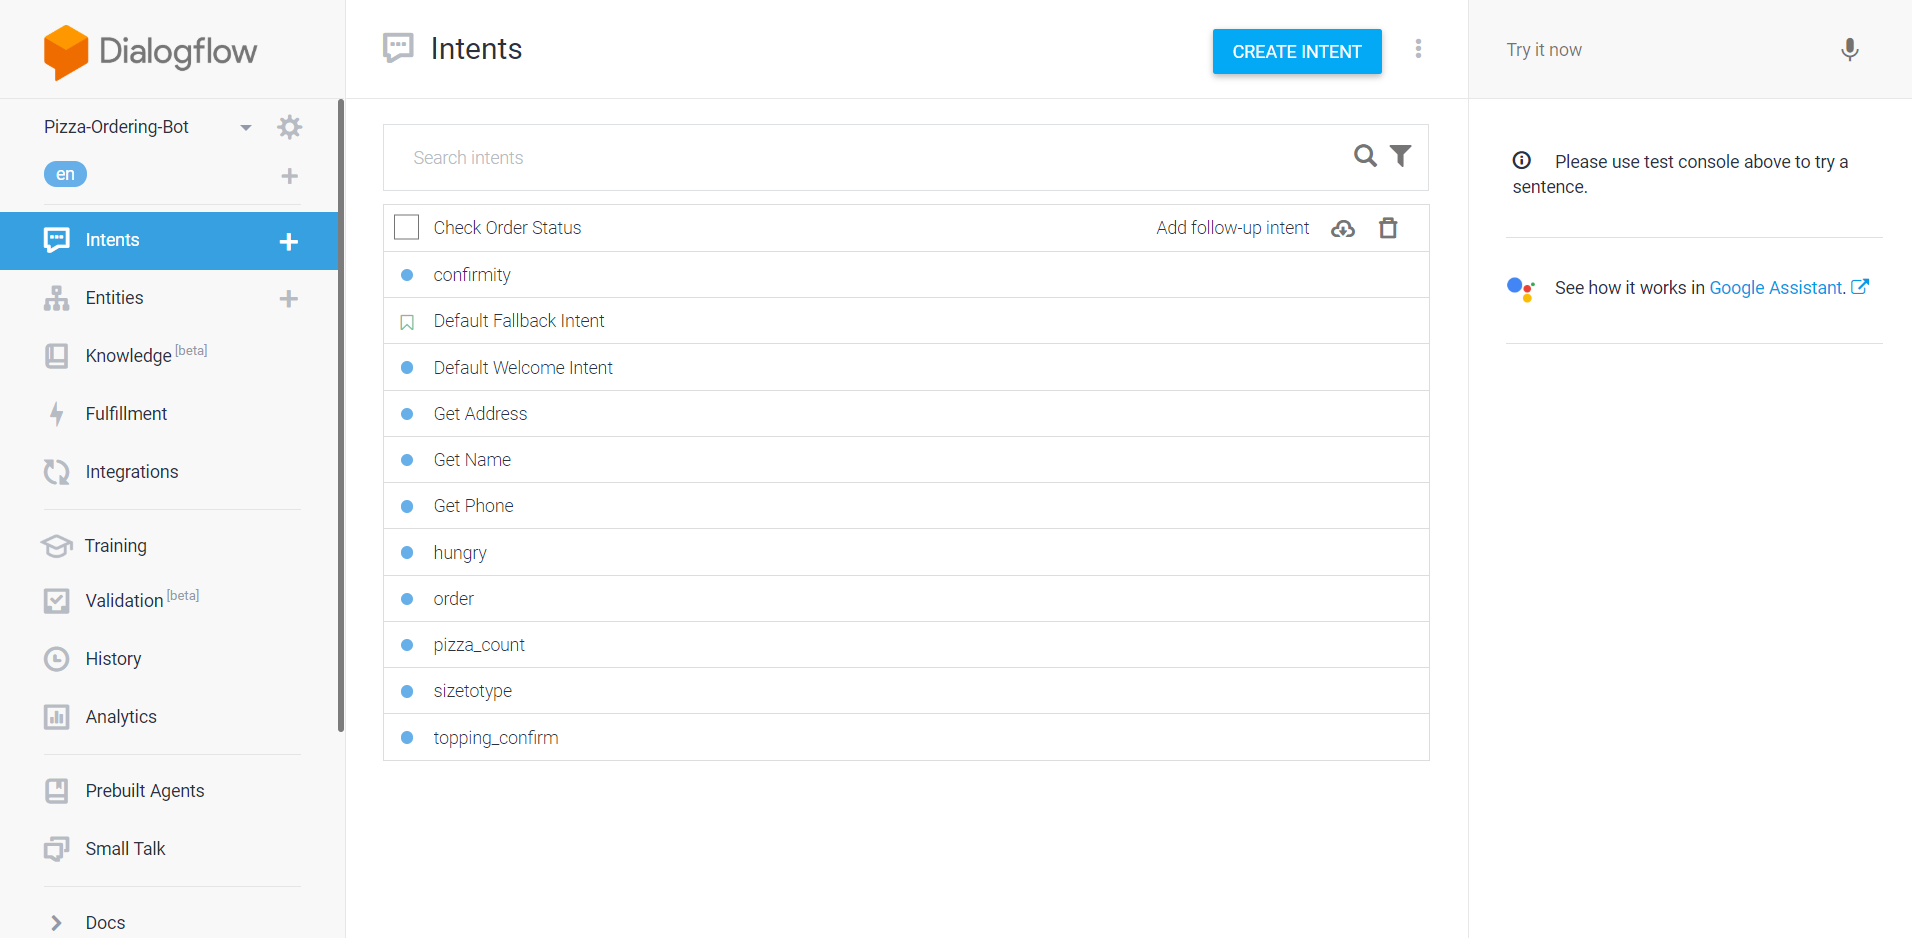 Dialogflow
Pizza-Ordering-Bot
en
Intents
Entities
Knowledge [beta]
Fulfillment
Integrations
Training
Validation [beta]
History
Analytics
Prebuilt Agents
Small Talk
Docs
Intents
CREATE INTENT
Search intents
Check Order Status
Add follow-up intent
confirmity
Default Fallback Intent
Default Welcome Intent
Get Address
Get Name
Get Phone
hungry
order
pizza_count
sizetotype
topping_confirm
Try it now
Please use test console above to try a
sentence.
See how it works in Google Assistant.